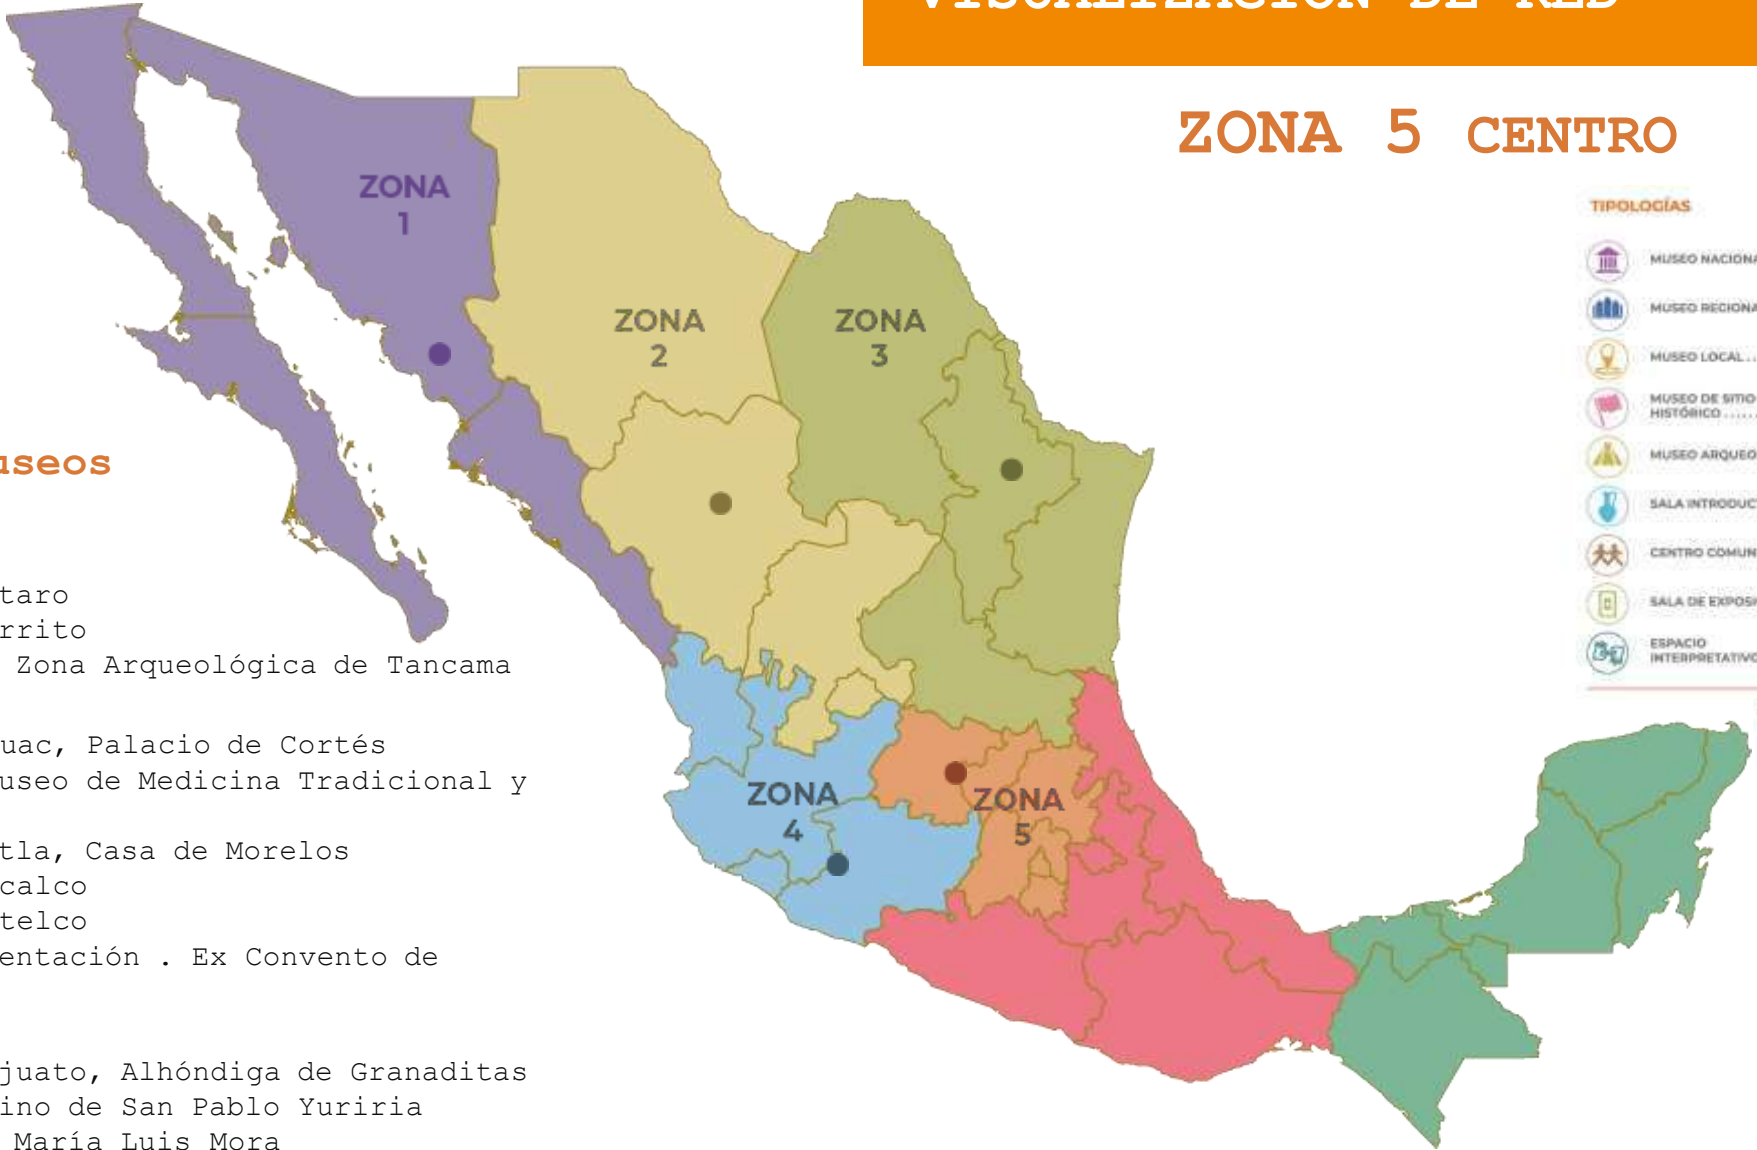 VISUALIZACIÓN DE RED
ZONA 5 CENTRO
ZONA
1
ZONA
2
ZONA
3
ZONA
4
ZONA
5
TIPOLOGÍAS
MUSEO NACIONA
MUSEO REGIONA
MUSEO LOCAL...
MUSEO DE SITIO
HISTÓRICO......
MUSEO ARQUEO
SALA INTRODUC
CENTRO COMUN
SALA DE EXPOSI
ESPACIO
INTERPRETATIVO
useos
taro
rrito
Zona Arqueológica de Tancama
uac, Palacio de Cortés
useo de Medicina Tradicional y
tla, Casa de Morelos
calco
telco
entación . Ex Convento de
juato, Alhóndiga de Granaditas
ino de San Pablo Yuriria
María Luis Mora